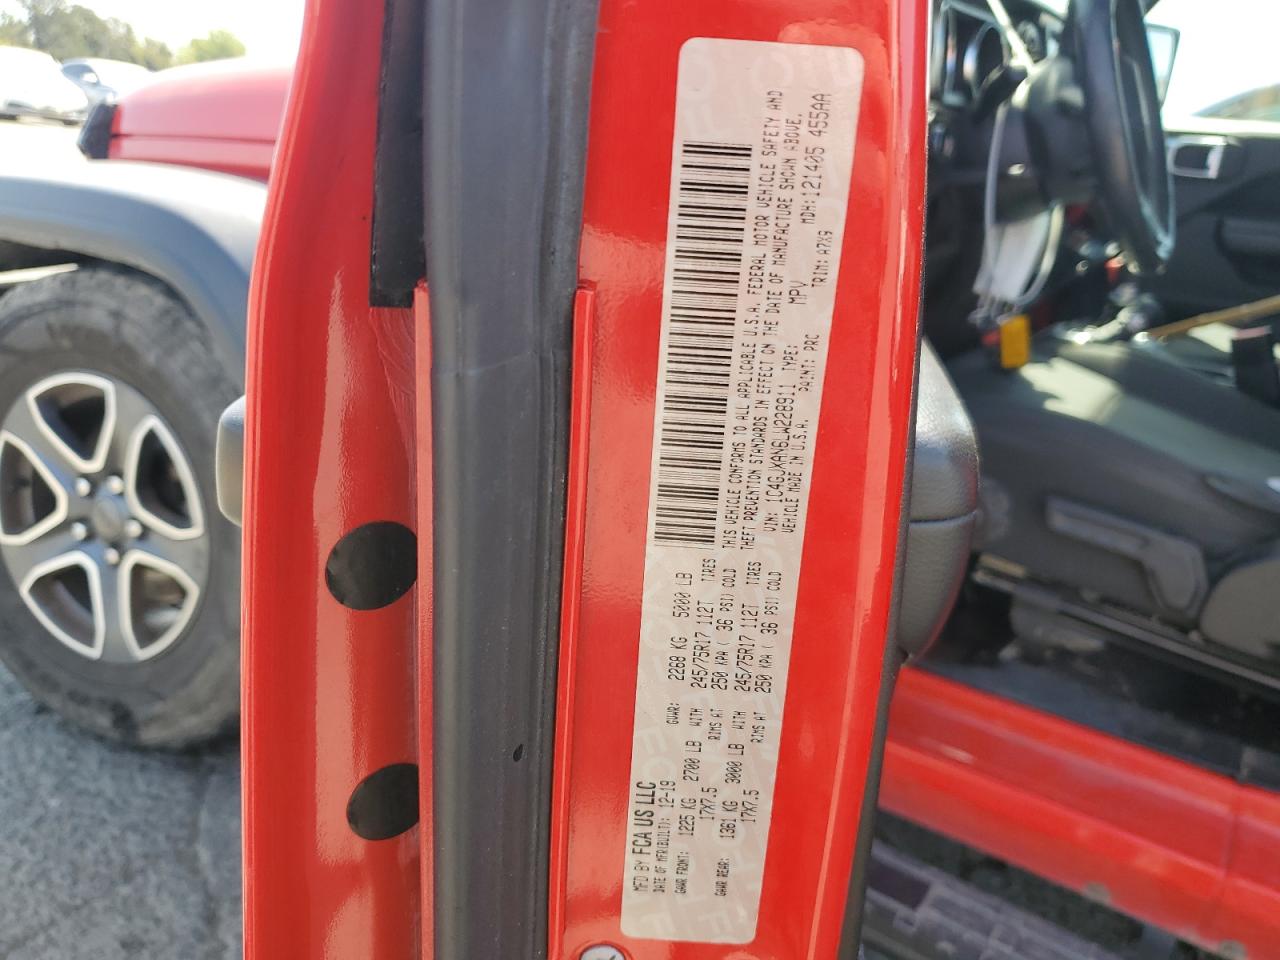 MFD BY FCA US LLC
DATE OF MFR(BUILT): 12-19 GVWR: 2268 KG 5000 LB
GAWR FRONT: 1225 KG 2700 LB WITH 245/75R17 112T TIRES
17X7.5 RIMS AT 250 KPA ( 36 PSI) COLD
GAWR REAR: 1361 KG 3000 LB WITH 245/75R17 112T TIRES
17X7.5 RIMS AT 250 KPA ( 36 PSI) COLD
THIS VEHICLE CONFORMS TO ALL APPLICABLE U.S.A. FEDERAL MOTOR VEHICLE SAFETY AND
THEFT PREVENTION STANDARDS IN EFFECT ON THE DATE OF MANUFACTURE SHOWN ABOVE.
VIN: 1C4GJXAN6LW228911 TYPE: MPV MDH: 121405 455AA
VEHICLE MADE IN U.S.A. PAINT: PRC TRIM: A7X9